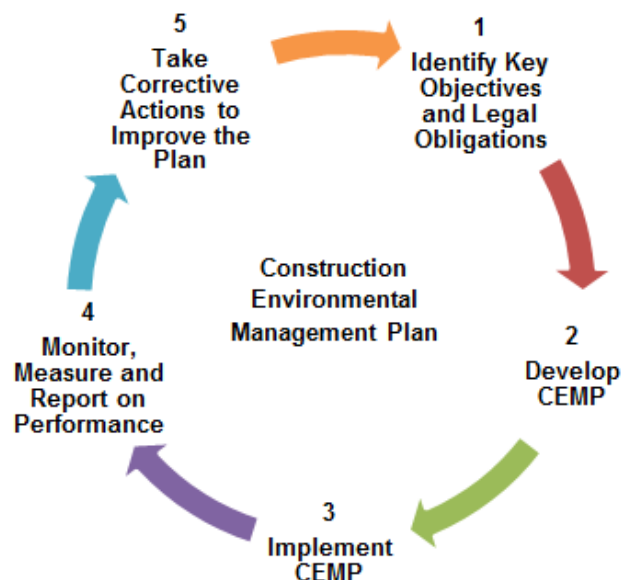 1
Identify Key
Objectives
and Legal
Obligations
2
Develop
CEMP
3
Implement
CEMP
4
Monitor,
Measure and
Report on
Performance
5
Take
Corrective
Actions to
Improve the
Plan
Construction
Environmental
Management Plan